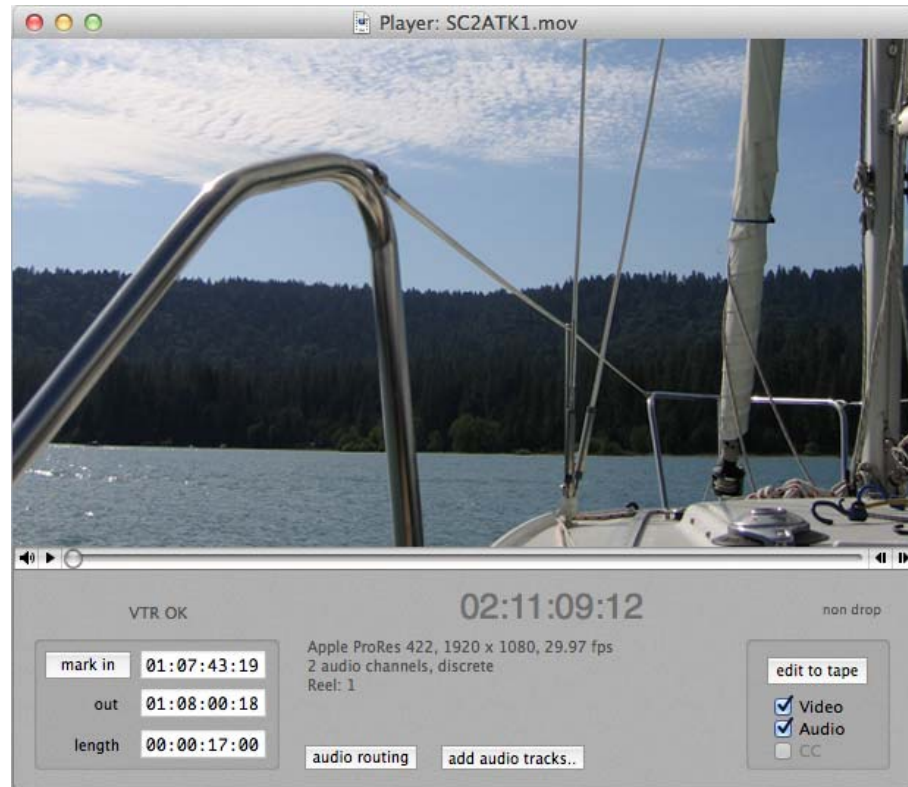 Player: SC2ATK1.mov
VTR OK
02:11:09:12
non drop
mark in
01:07:43:19
out
01:08:00:18
length
00:00:17:00
Apple ProRes 422, 1920 x 1080, 29.97 fps
2 audio channels, discrete
Reel: 1
audio routing
add audio tracks..
edit to tape
Video
Audio
CC